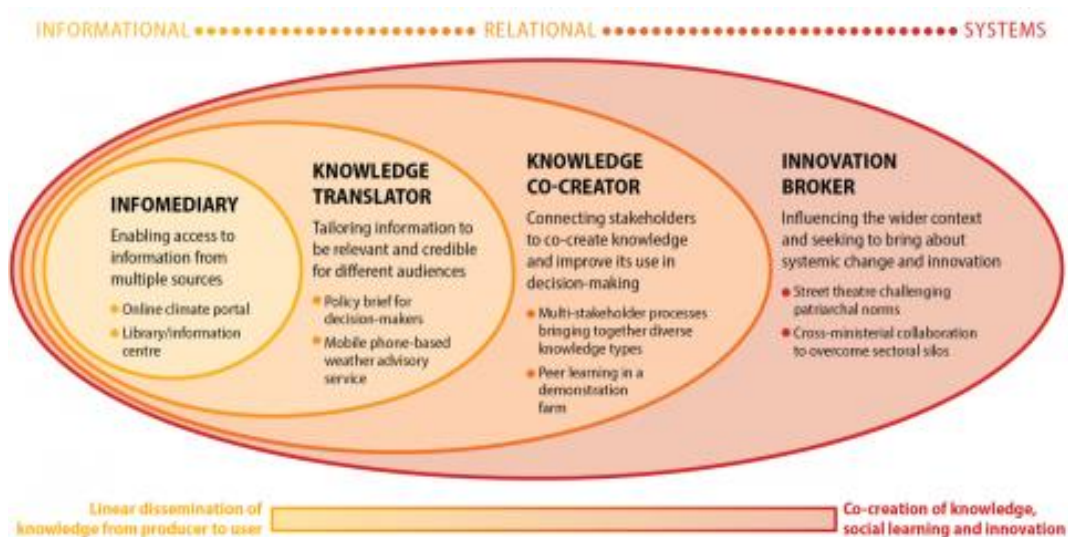 INFORMATIONAL
RELATIONAL
SYSTEMS
INFOMEDIARY
Enabling access to
information from
multiple sources
Online climate portal
Library/information
centre
KNOWLEDGE
TRANSLATOR
Tailoring information to
be relevant and credible
for different audiences
Policy brief for
decision-makers
Mobile phone-based
weather advisory
service
KNOWLEDGE
CO-CREATOR
Connecting stakeholders
to co-create knowledge
and improve its use in
decision-making
Multi-stakeholder processes
bringing together diverse
knowledge types
Peer learning in a
demonstration
farm
INNOVATION
BROKER
Influencing the wider context
and seeking to bring about
systemic change and innovation
Street theatre challenging
patriarchal norms
Cross-ministerial collaboration
to overcome sectoral silos
Linear dissemination of
knowledge from producer to user
Co-creation of knowledge,
social learning and innovation